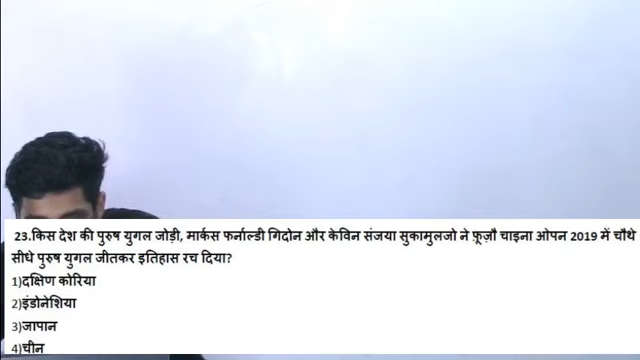 23.किस देश की पुरुष युगल जोड़ी, मार्कस फर्नाल्डी गिदोन और केविन संजया सुकामुलजो ने फ़ूज़ौ चाइना ओपन 2019 में चौथे
सीधे पुरुष युगल जीतकर इतिहास रच दिया?
1)दक्षिण कोरिया
2)इंडोनेशिया
3)जापान
4)चीन